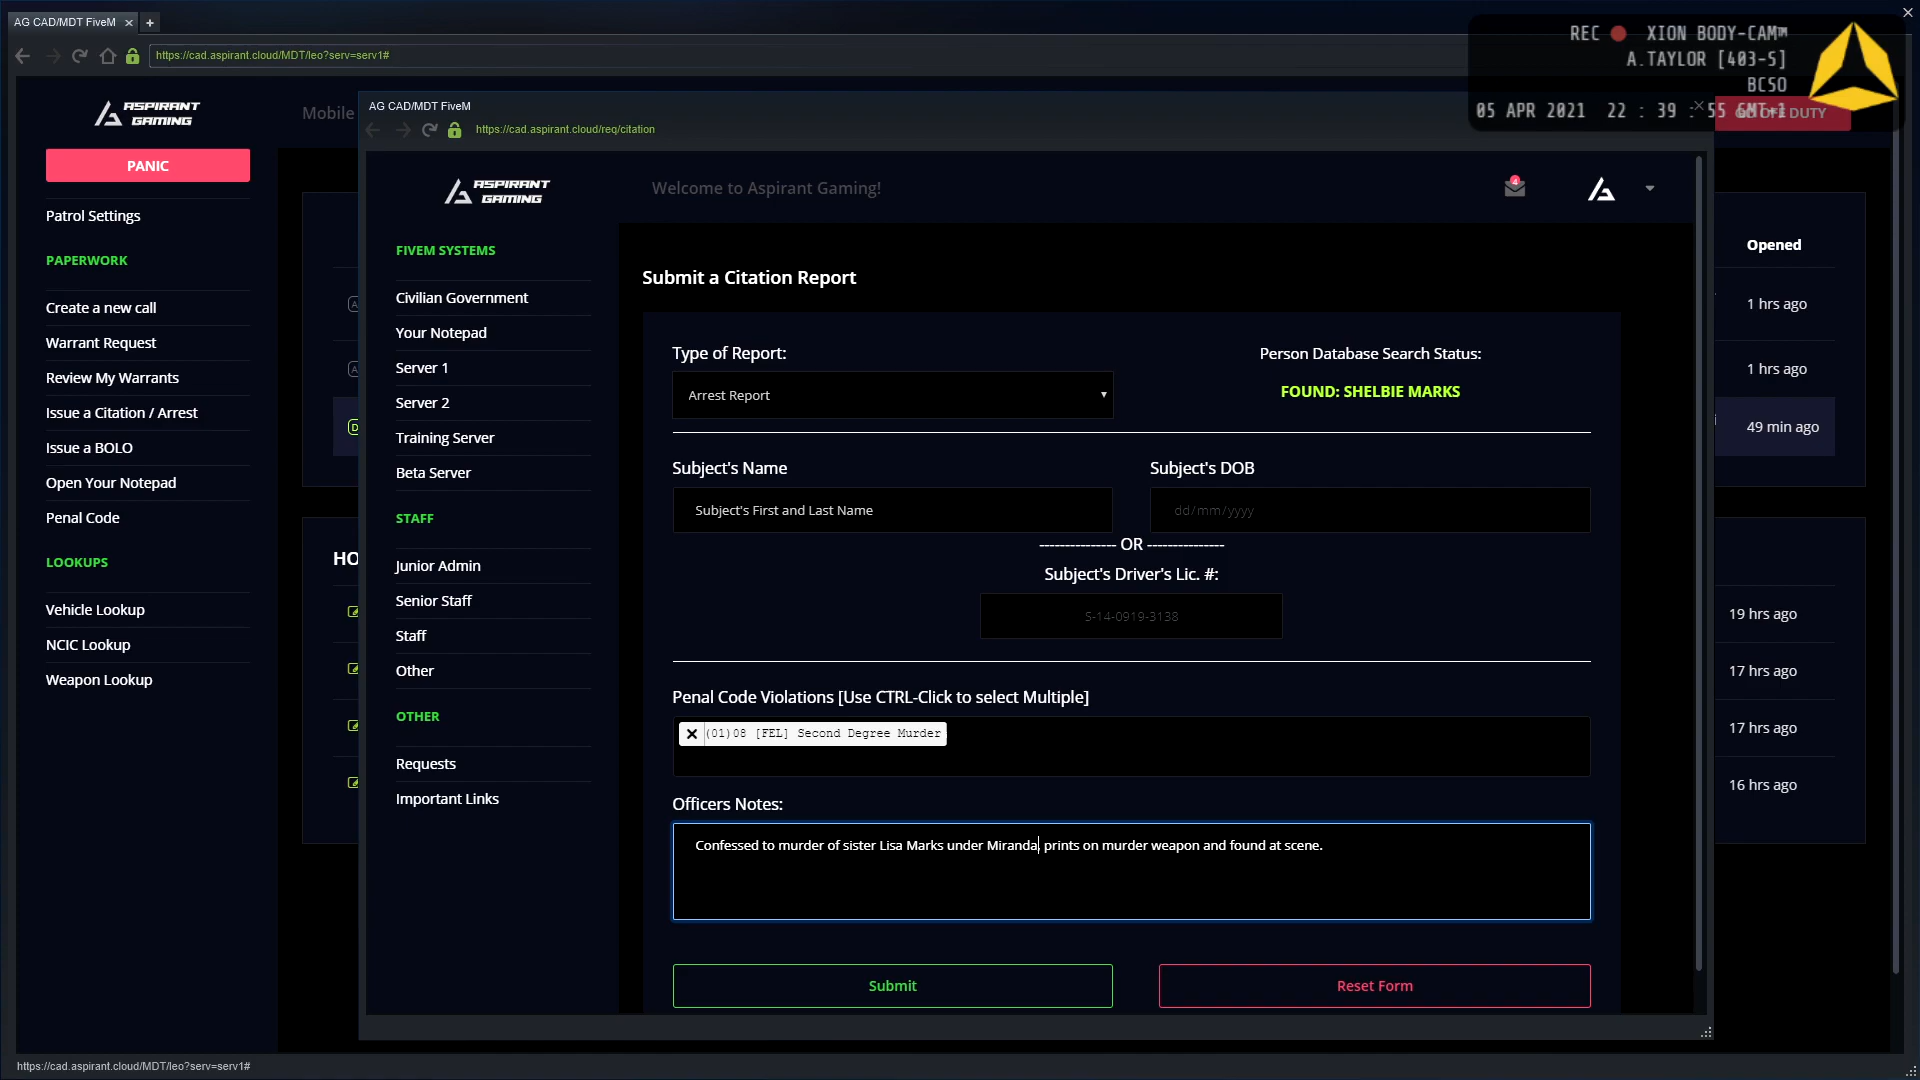 AG CAD/MDT FiveM
https://cad.aspirant.cloud/MDT/leo?serv=serv1#
REC XION BODY-CAM™
A.TAYLOR [403-S]
BCSO
05 APR 2021 22 : 39 : 55 GMT-1
DUTY
ASPIRANT
GAMING
Mobile
PANIC
Patrol Settings
PAPERWORK
Create a new call
Warrant Request
Review My Warrants
Issue a Citation / Arrest
Issue a BOLO
Open Your Notepad
Penal Code
LOOKUPS
Vehicle Lookup
NCIC Lookup
Weapon Lookup
HO
AG CAD/MDT FiveM
https://cad.aspirant.cloud/req/citation
ASPIRANT
GAMING
Welcome to Aspirant Gaming!
4
FIVEM SYSTEMS
Civilian Government
Your Notepad
Server 1
Server 2
Training Server
Beta Server
STAFF
Junior Admin
Senior Staff
Staff
Other
OTHER
Requests
Important Links
Submit a Citation Report
Type of Report:
Arrest Report
Person Database Search Status:
FOUND: SHELBIE MARKS
Subject's Name
Subject's First and Last Name
Subject's DOB
dd/mm/yyyy
--------------- OR ---------------
Subject's Driver's Lic. #:
S-14-0919-3138
Penal Code Violations [Use CTRL-Click to select Multiple]
(01)08 [FEL] Second Degree Murder
Officers Notes:
Confessed to murder of sister Lisa Marks under Miranda, prints on murder weapon and found at scene.
Submit
Reset Form
Opened
1 hrs ago
1 hrs ago
49 min ago
19 hrs ago
17 hrs ago
17 hrs ago
16 hrs ago
https://cad.aspirant.cloud/MDT/leo?serv=serv1#